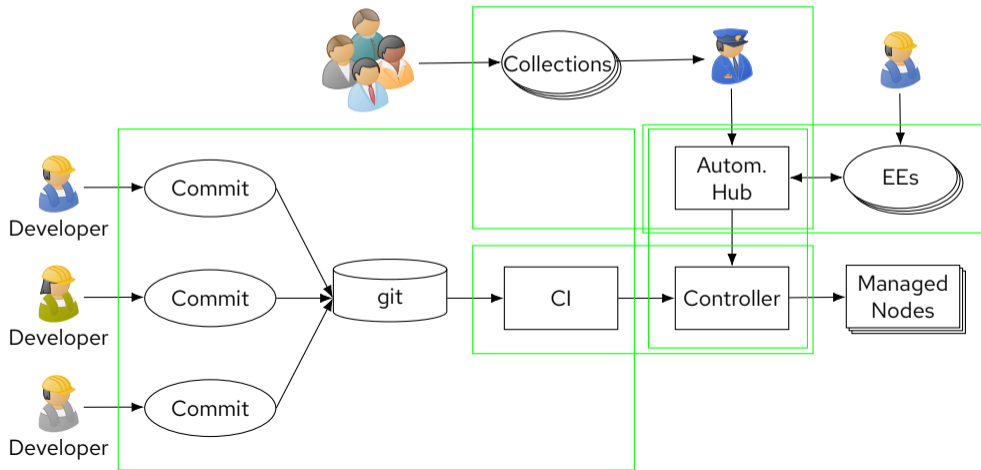 Collections
Autom.
Hub
EEs
Developer
Commit
Developer
Commit
git
CI
Controller
Managed
Nodes
Developer
Commit